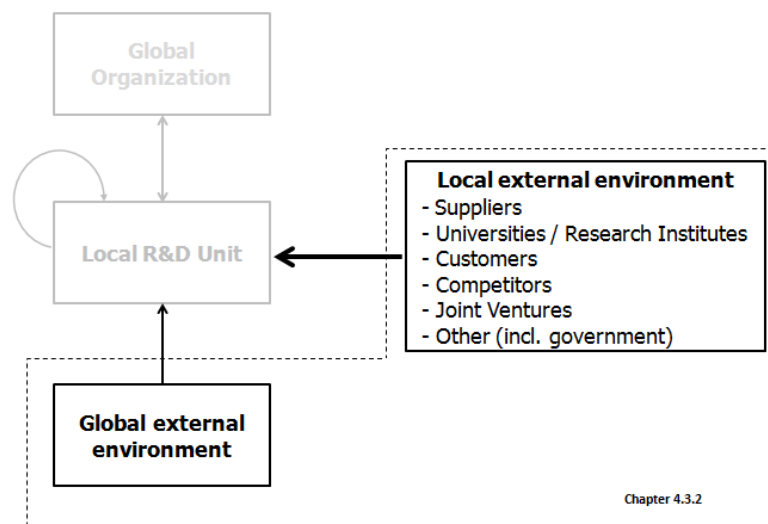 Global
Organization
Local external environment
- Suppliers
- Universities / Research Institutes
- Customers
- Competitors
- Joint Ventures
- Other (incl. government)
Local R&D Unit
Global external
environment
Chapter 4.3.2